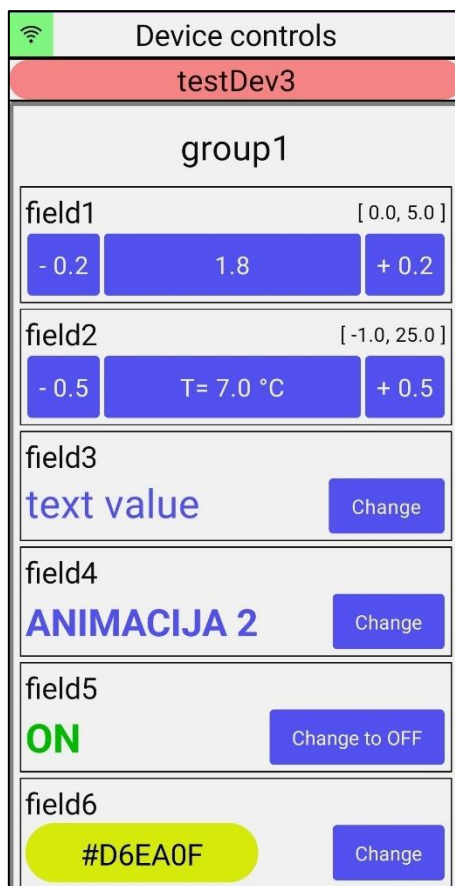 Device controls
testDev3
group1
field1 [ 0.0, 5.0 ]
- 0.2 1.8 + 0.2
field2 [ -1.0, 25.0 ]
- 0.5 T= 7.0 °C + 0.5
field3
text value Change
field4
ANIMACIJA 2 Change
field5
ON Change to OFF
field6
#D6EA0F Change